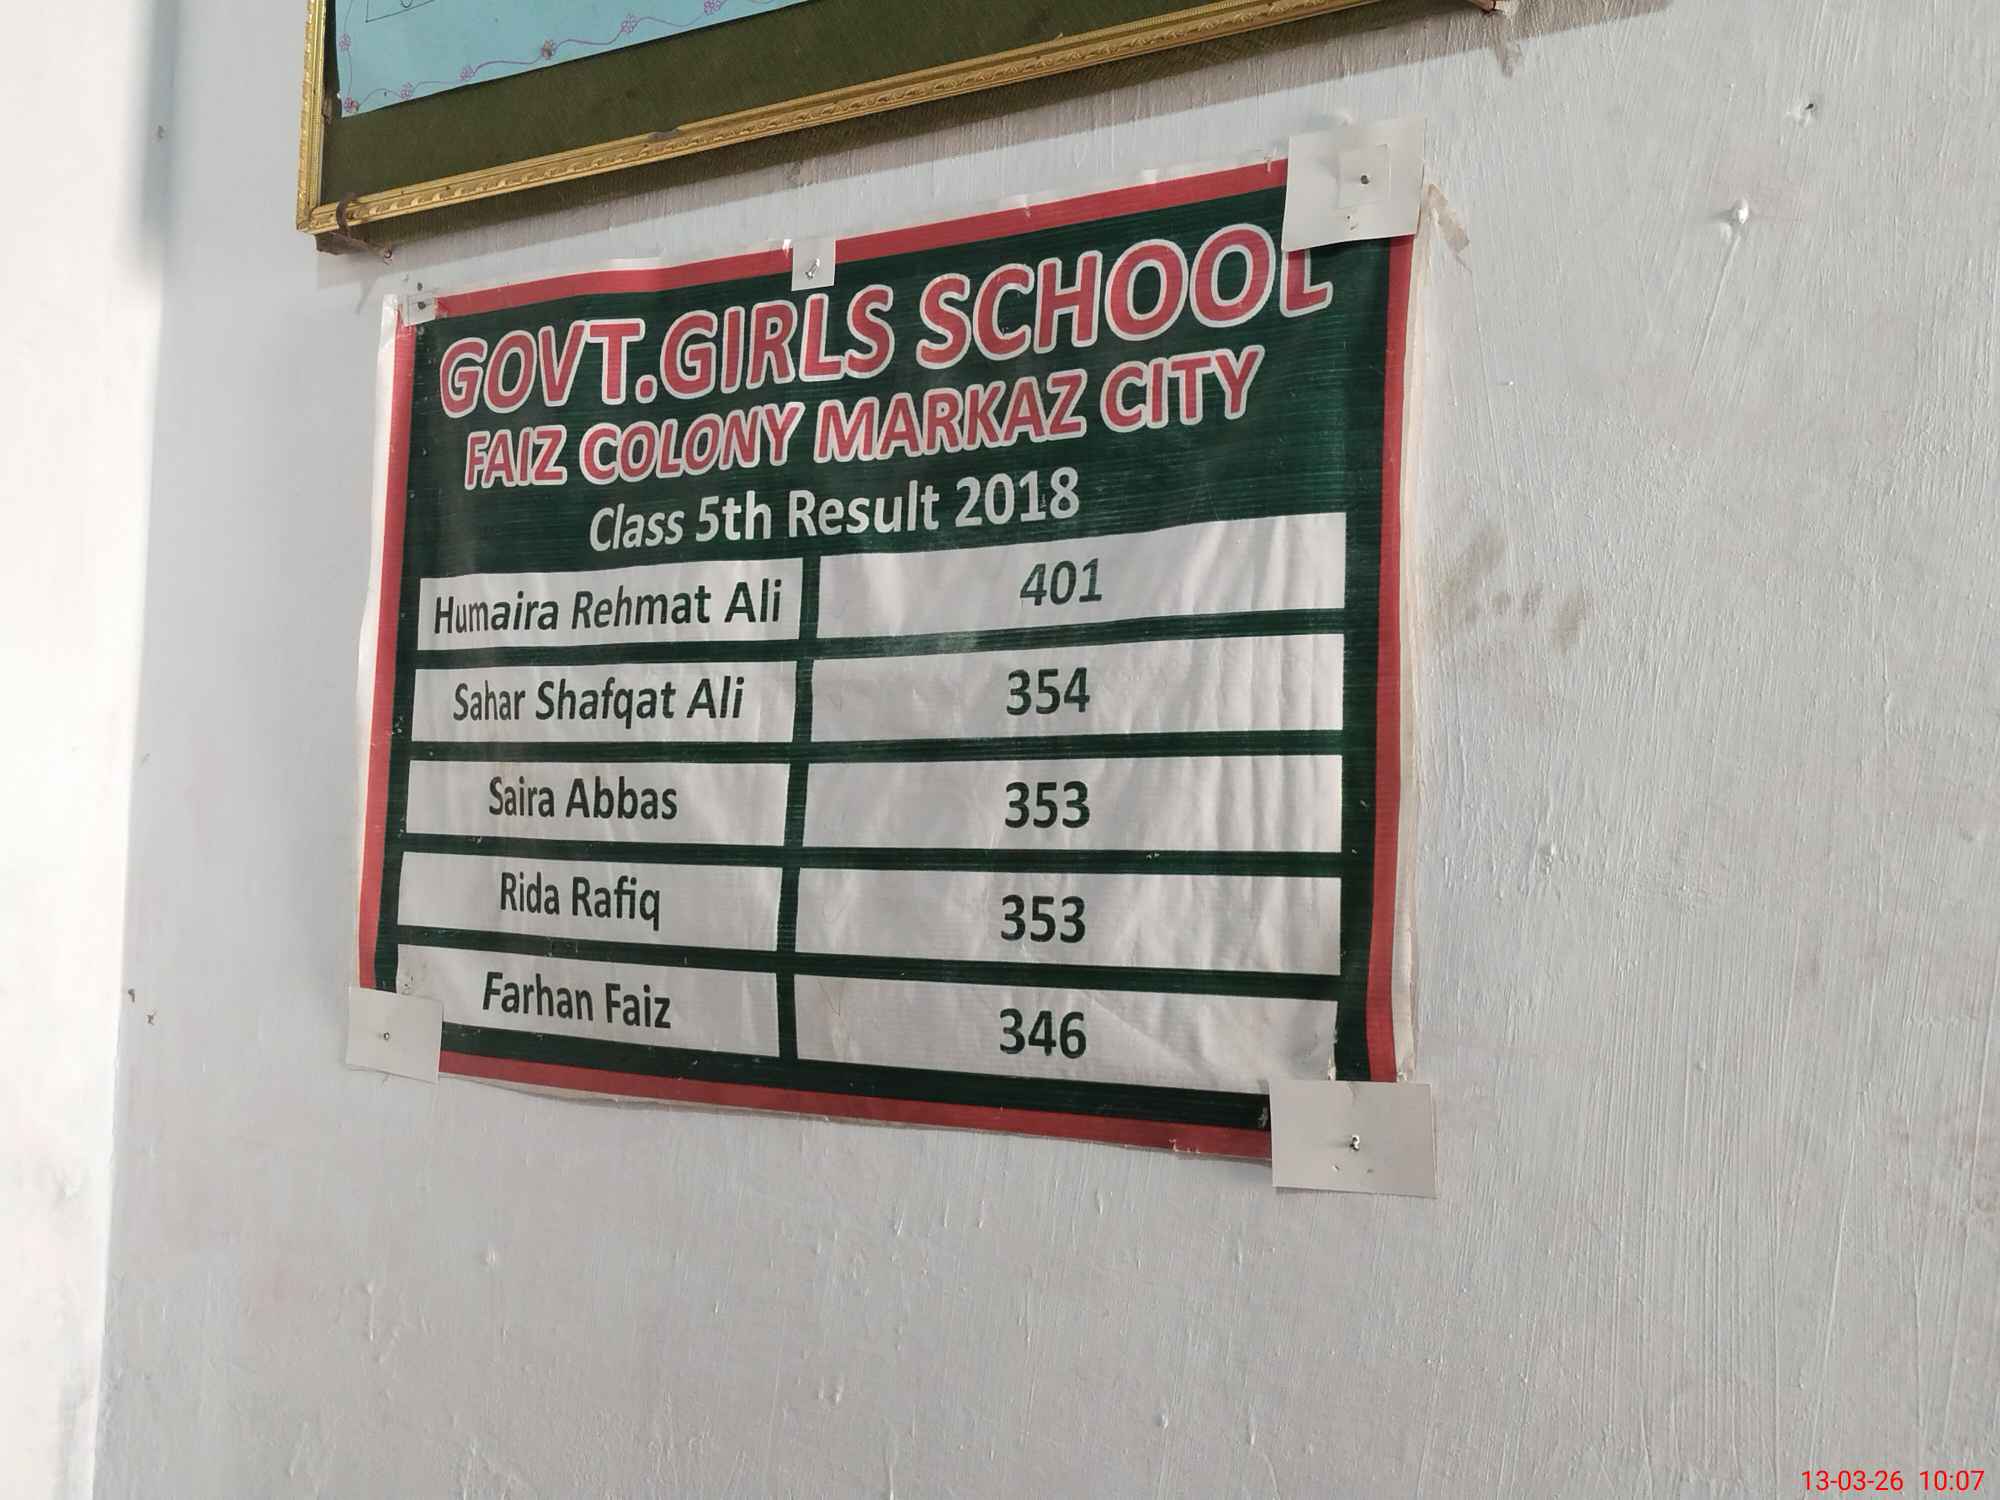 GOVT.GIRLS SCHOOL
FAIZ COLONY MARKAZ CITY
Class 5th Result 2018
Humaira Rehmat Ali 401
Sahar Shafqat Ali 354
Saira Abbas 353
Rida Rafiq 353
Farhan Faiz 346
13-03-26 10:07